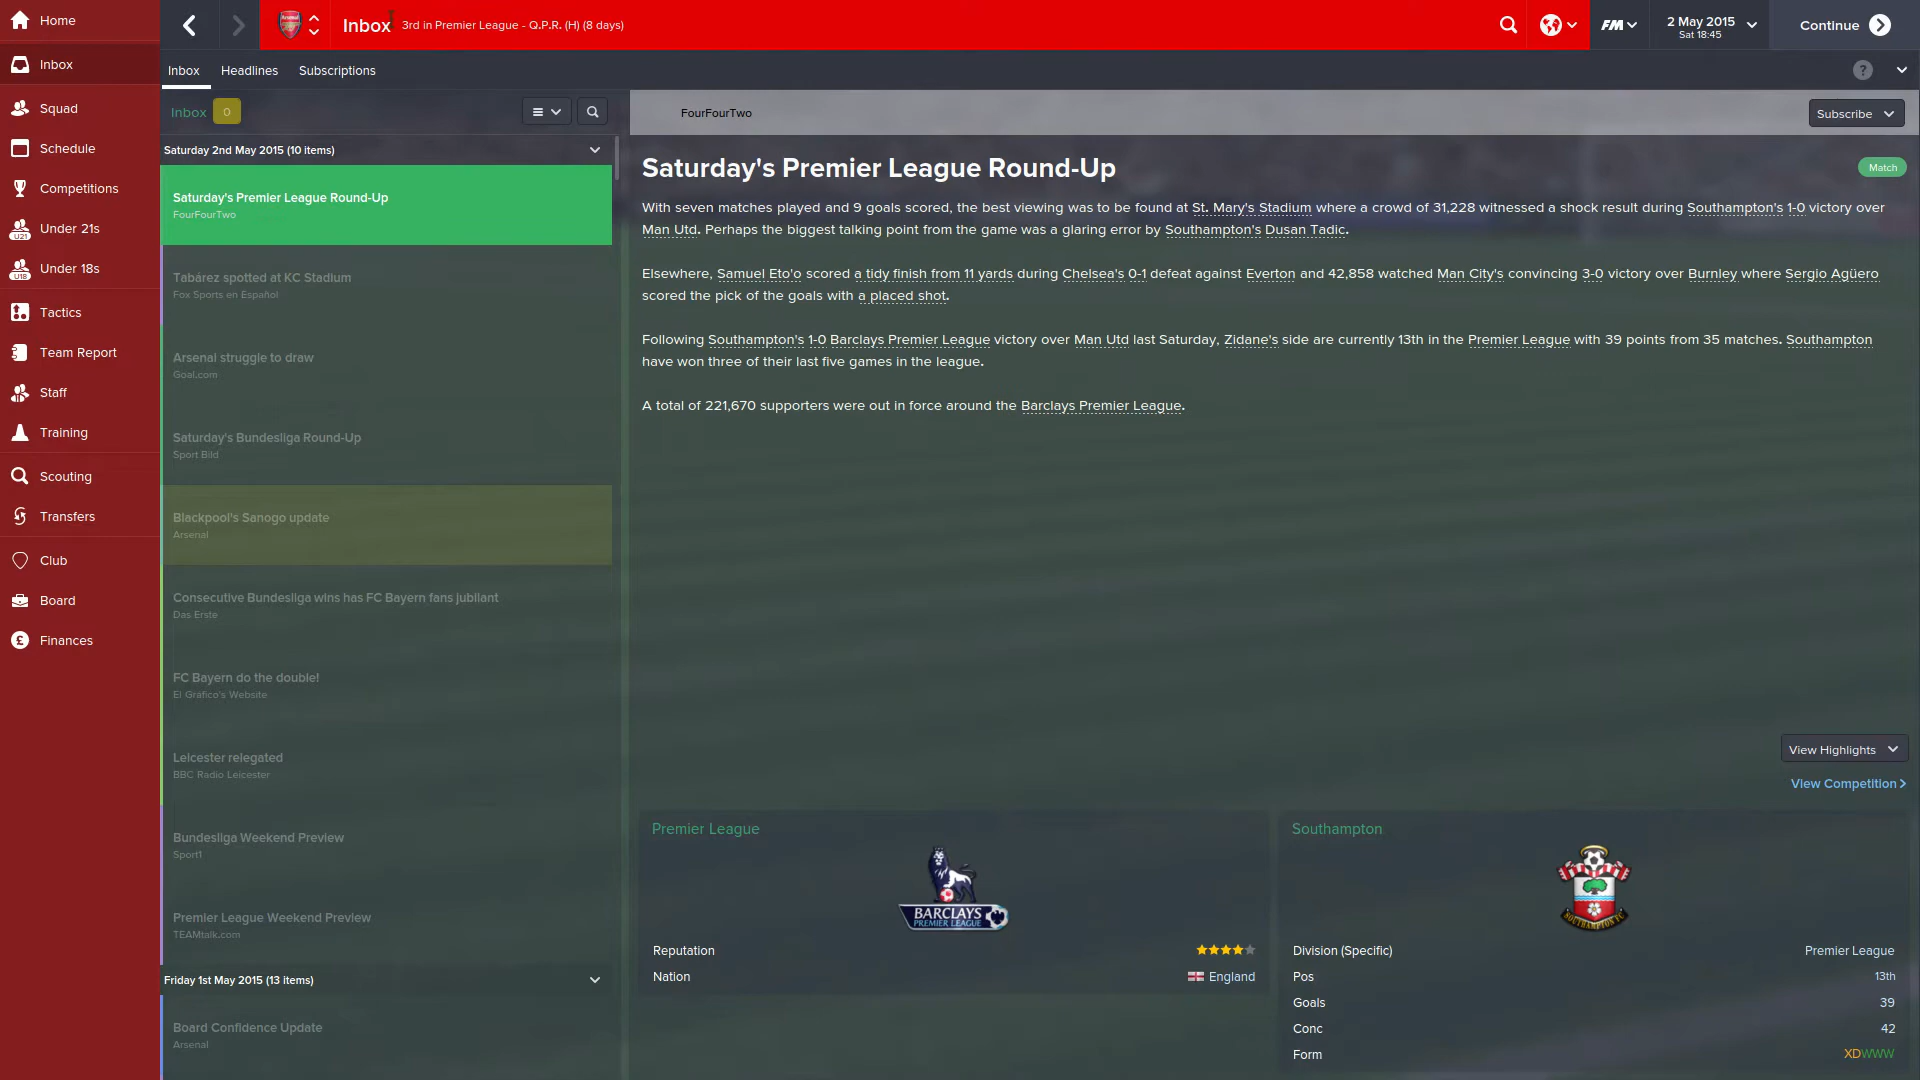 Home
Inbox
Squad
Schedule
Competitions
Under 21s
Under 18s
Tactics
Team Report
Staff
Training
Scouting
Transfers
Club
Board
Finances
Inbox 3rd in Premier League - Q.P.R. (H) (8 days)
FM
2 May 2015
Sat 18:45
Continue
Inbox Headlines Subscriptions
?
Inbox 0
Saturday 2nd May 2015 (10 items)
Saturday's Premier League Round-Up
FourFourTwo
Tabárez spotted at KC Stadium
Fox Sports en Español
Arsenal struggle to draw
Goal.com
Saturday's Bundesliga Round-Up
Sport Bild
Blackpool's Sanogo update
Arsenal
Consecutive Bundesliga wins has FC Bayern fans jubilant
Das Erste
FC Bayern do the double!
El Gráfico's Website
Leicester relegated
BBC Radio Leicester
Bundesliga Weekend Preview
Sport1
Premier League Weekend Preview
TEAMtalk.com
Friday 1st May 2015 (13 items)
Board Confidence Update
Arsenal
FourFourTwo
Subscribe
Saturday's Premier League Round-Up
Match
With seven matches played and 9 goals scored, the best viewing was to be found at St. Mary's Stadium where a crowd of 31,228 witnessed a shock result during Southampton's 1-0 victory over
Man Utd. Perhaps the biggest talking point from the game was a glaring error by Southampton's Dusan Tadic.
Elsewhere, Samuel Eto'o scored a tidy finish from 11 yards during Chelsea's 0-1 defeat against Everton and 42,858 watched Man City's convincing 3-0 victory over Burnley where Sergio Agüero
scored the pick of the goals with a placed shot.
Following Southampton's 1-0 Barclays Premier League victory over Man Utd last Saturday, Zidane's side are currently 13th in the Premier League with 39 points from 35 matches. Southampton
have won three of their last five games in the league.
A total of 221,670 supporters were out in force around the Barclays Premier League.
View Highlights
View Competition
Premier League
BARCLAYS
PREMIER LEAGUE
Reputation
Nation England
Southampton
SOUTHAMPTON FC
Division (Specific) Premier League
Pos 13th
Goals 39
Conc 42
Form XDWWW